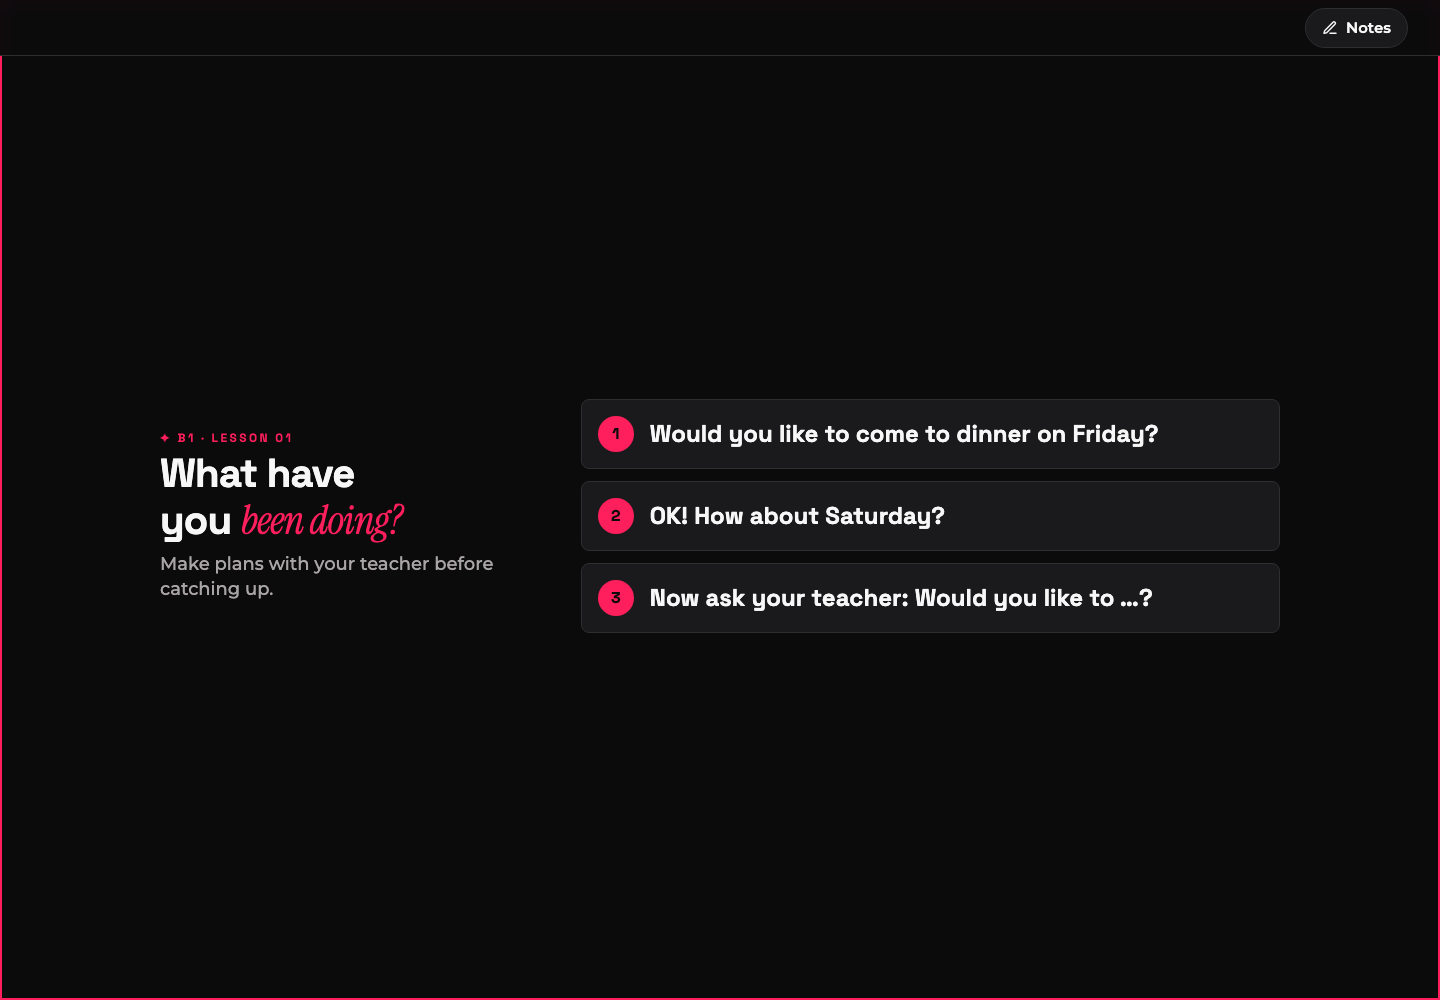 Notes
✦ B1 · LESSON 01
What have
you been doing?
Make plans with your teacher before
catching up.
1 Would you like to come to dinner on Friday?
2 OK! How about Saturday?
3 Now ask your teacher: Would you like to ...?